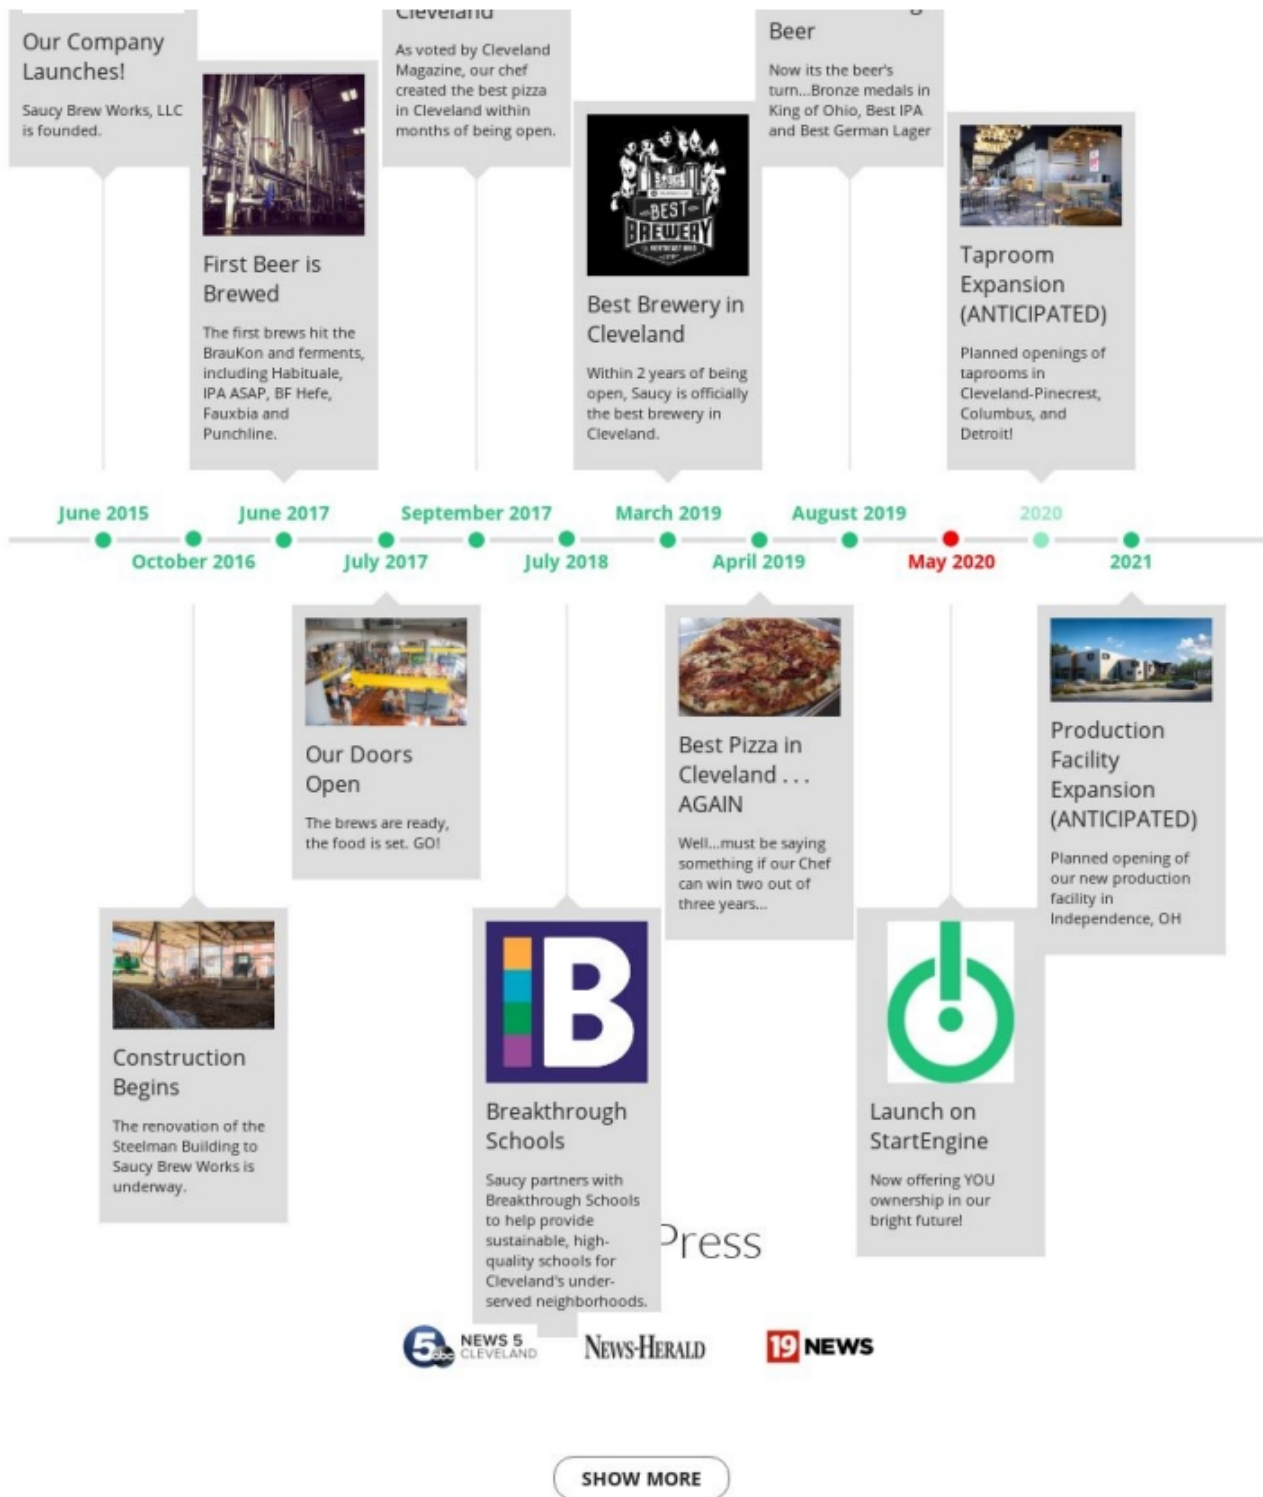 Our Company
Launches!
Saucy Brew Works, LLC
is founded.
First Beer is
Brewed
The first brews hit the
BrauKon and ferments,
including Habituale,
IPA ASAP, BF Hefe,
Fauxbia and
Punchline.
Cleveland
As voted by Cleveland
Magazine, our chef
created the best pizza
in Cleveland within
months of being open.
BEST
BREWERY
Best Brewery in
Cleveland
Within 2 years of being
open, Saucy is officially
the best brewery in
Cleveland.
Beer
Now its the beer's
turn...Bronze medals in
King of Ohio, Best IPA
and Best German Lager
Taproom
Expansion
(ANTICIPATED)
Planned openings of
taprooms in
Cleveland-Pinecrest,
Columbus, and
Detroit!
June 2015
June 2017
September 2017
March 2019
August 2019
2020
October 2016
July 2017
July 2018
April 2019
May 2020
2021
Construction
Begins
The renovation of the
Steelman Building to
Saucy Brew Works is
underway.
Our Doors
Open
The brews are ready,
the food is set. GO!
B
Breakthrough
Schools
Saucy partners with
Breakthrough Schools
to help provide
sustainable, high-
quality schools for
Cleveland's under-
served neighborhoods.
Best Pizza in
Cleveland . . .
AGAIN
Well...must be saying
something if our Chef
can win two out of
three years...
Launch on
StartEngine
Now offering YOU
ownership in our
bright future!
Production
Facility
Expansion
(ANTICIPATED)
Planned opening of
our new production
facility in
Independence, OH
Press
5 abc NEWS 5
CLEVELAND
NEWS-HERALD
19 NEWS
SHOW MORE